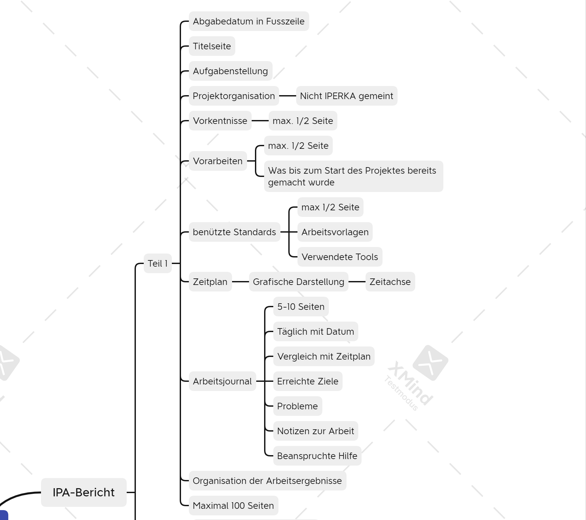 Abgabedatum in Fusszeile
Titelseite
Aufgabenstellung
Projektorganisation
Nicht IPERKA gemeint
Vorkentnisse
max. 1/2 Seite
Vorarbeiten
max. 1/2 Seite
Was bis zum Start des Projektes bereits
gemacht wurde
benützte Standards
max 1/2 Seite
Arbeitsvorlagen
Verwendete Tools
Teil 1
Zeitplan
Grafische Darstellung
Zeitachse
Arbeitsjournal
5-10 Seiten
Täglich mit Datum
Vergleich mit Zeitplan
Erreichte Ziele
Probleme
Notizen zur Arbeit
Beanspruchte Hilfe
Organisation der Arbeitsergebnisse
IPA-Bericht
Maximal 100 Seiten
XMind
Testmodus